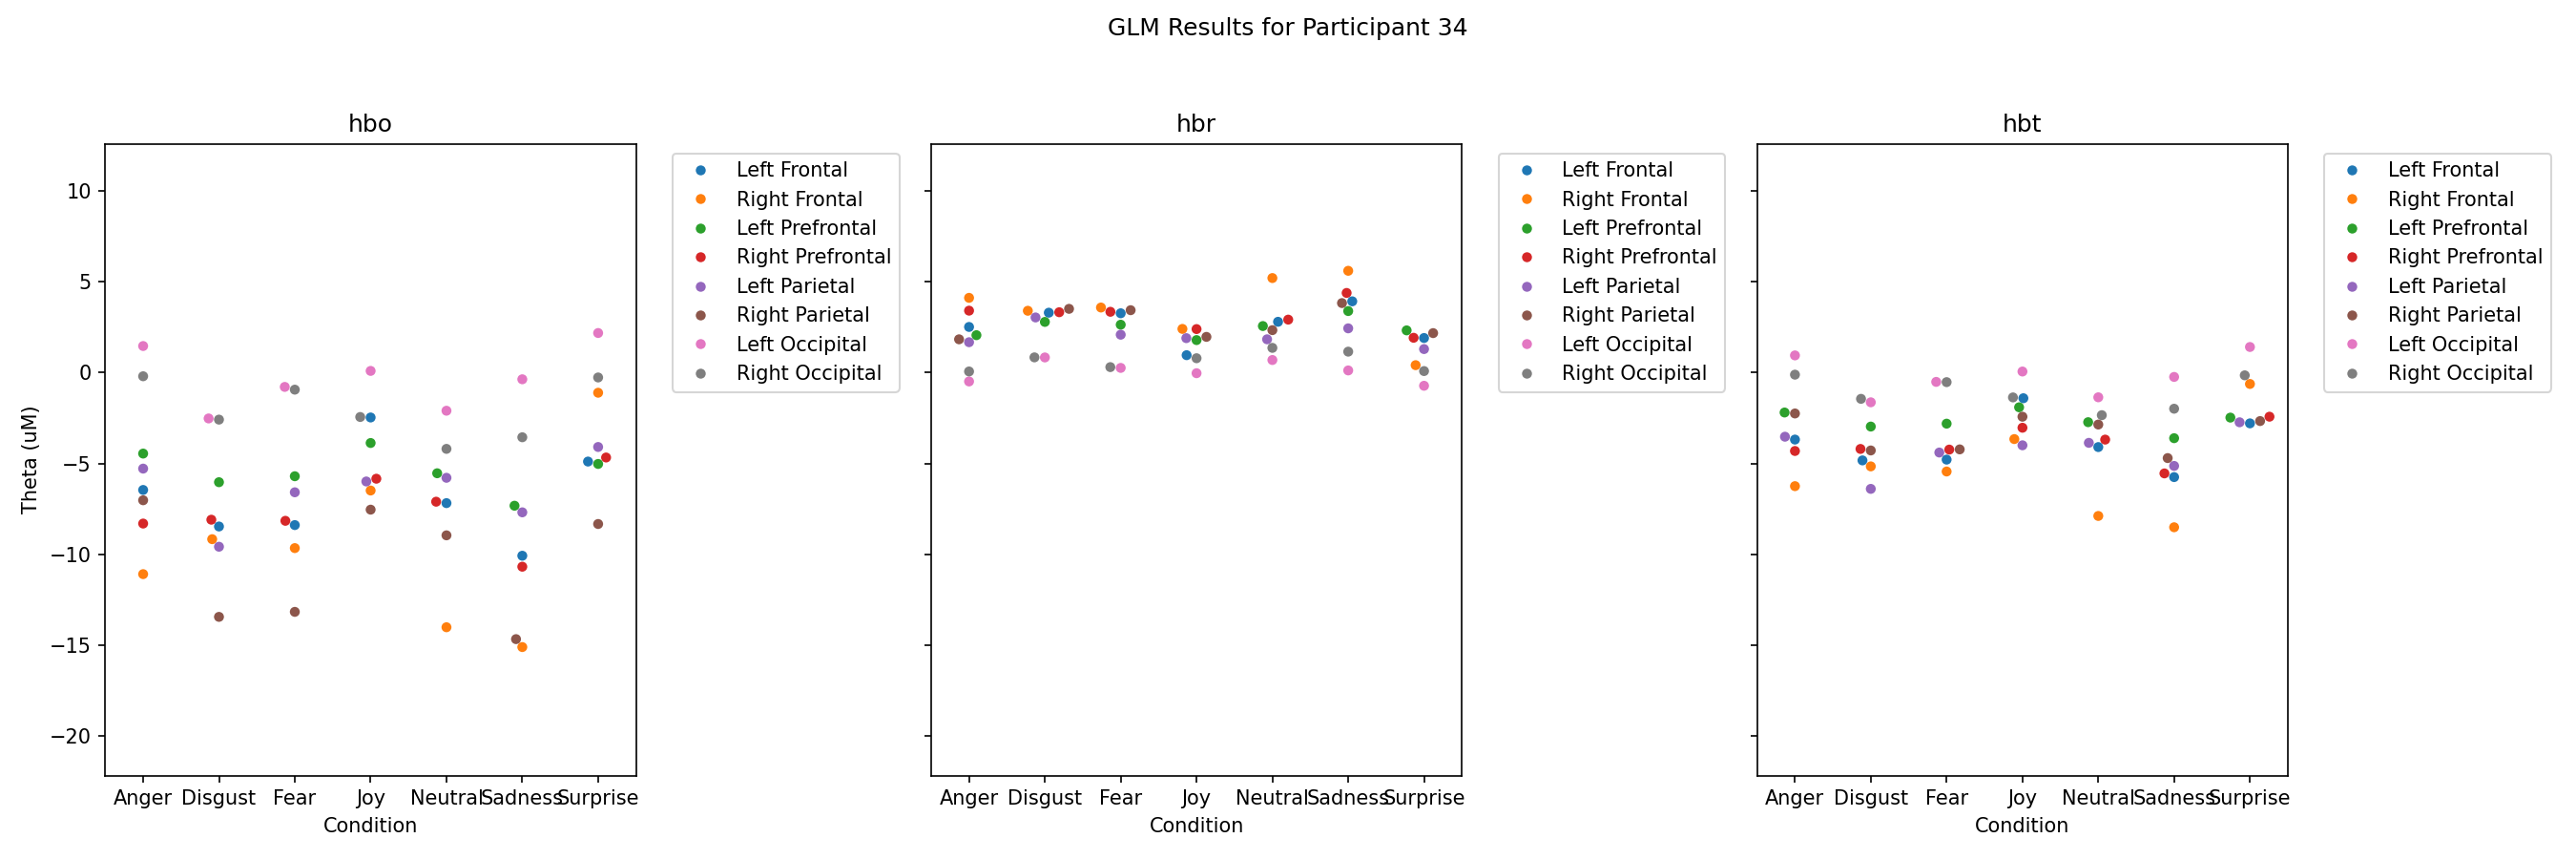 GLM Results for Participant 34
hbo
Theta (uM)
10
5
0
−5
−10
−15
−20
Anger Disgust Fear Joy Neutral Sadness Surprise
Condition
Left Frontal
Right Frontal
Left Prefrontal
Right Prefrontal
Left Parietal
Right Parietal
Left Occipital
Right Occipital
hbr
Anger Disgust Fear Joy Neutral Sadness Surprise
Condition
Left Frontal
Right Frontal
Left Prefrontal
Right Prefrontal
Left Parietal
Right Parietal
Left Occipital
Right Occipital
hbt
Anger Disgust Fear Joy Neutral Sadness Surprise
Condition
Left Frontal
Right Frontal
Left Prefrontal
Right Prefrontal
Left Parietal
Right Parietal
Left Occipital
Right Occipital